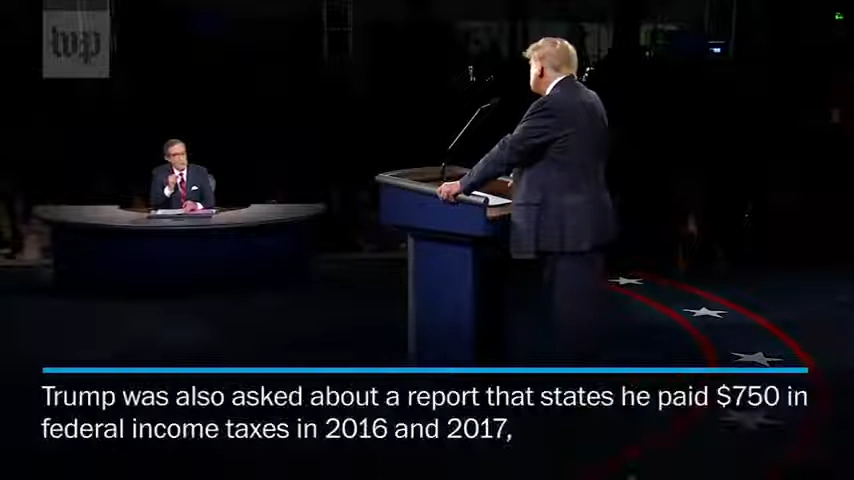 wp
Trump was also asked about a report that states he paid $750 in
federal income taxes in 2016 and 2017,